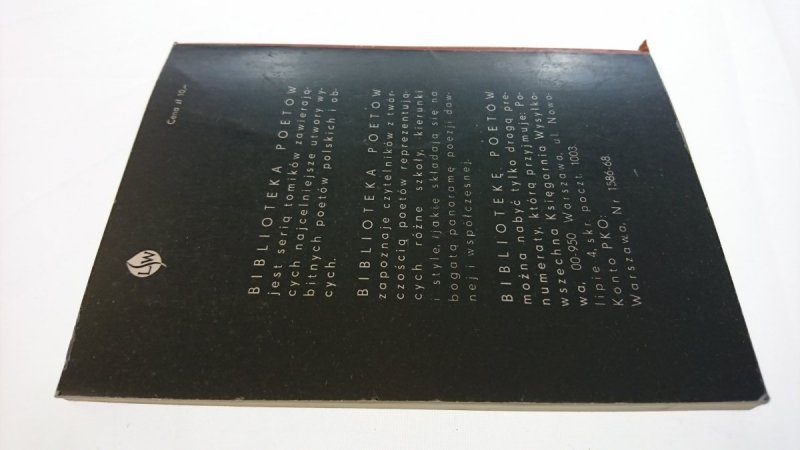 BIBLIOTEKA POETÓW
jest serią tomików zawierają-
cych najcelniejsze utwory wy-
bitnych poetów polskich i ob-
cych.
BIBLIOTEKA POETÓW
zapoznaje czytelników z twór-
czością poetów reprezentują-
cych różne szkoły, kierunki
i style, jakie składają się na
bogatą panoramę poezji daw-
nej i współczesnej.
BIBLIOTEKĘ POETÓW
można nabyć tylko drogą pre-
numeraty, którą przyjmuje: Po-
wszechna Księgarnia Wysyłko-
wa, 00-950 Warszawa, ul. Nowo-
lipie 4, skr. poczt. 1003.
Konto PKO:
Warszawa, Nr 1586-68.
LSW
Cena zł 10,—